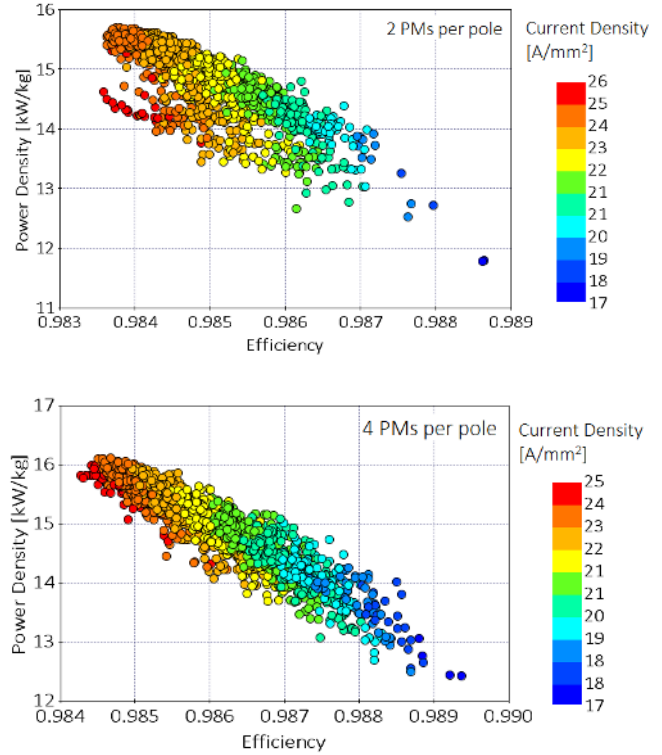 16
2 PMs per pole
Current Density
[A/mm²]
15
14
13
12
11
Power Density [kW/kg]
0.983 0.984 0.985 0.986 0.987 0.988 0.989
Efficiency
26
25
24
23
22
21
21
20
19
18
17
17
4 PMs per pole
Current Density
[A/mm²]
16
15
14
13
12
Power Density [kW/kg]
0.984 0.985 0.986 0.987 0.988 0.989 0.990
Efficiency
25
24
23
22
21
21
20
19
18
17
17